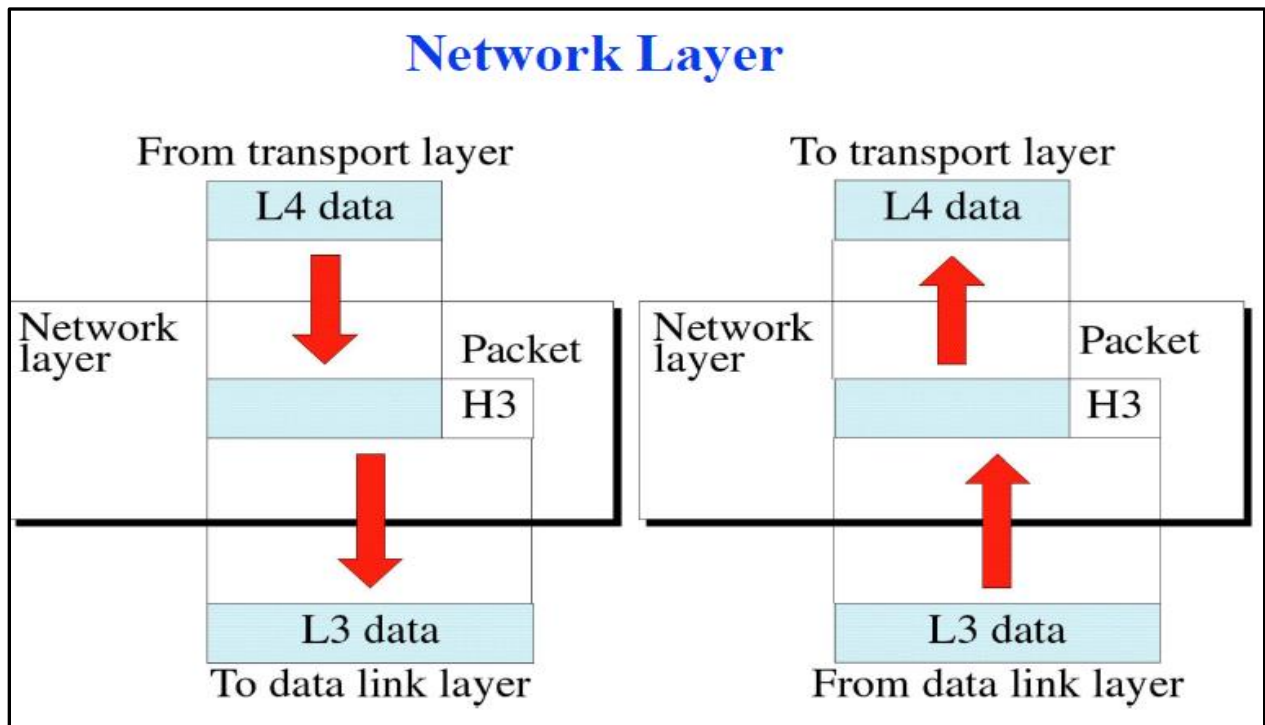 Network Layer
From transport layer
L4 data
Network
layer
Packet
H3
L3 data
To data link layer
To transport layer
L4 data
Network
layer
Packet
H3
L3 data
From data link layer